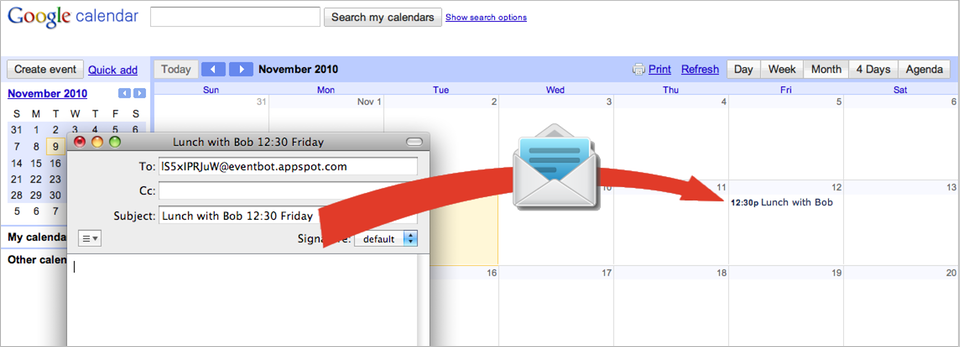 Google calendar
Search my calendars
Show search options
Create event
Quick add
Today
November 2010
Print
Refresh
Day
Week
Month
4 Days
Agenda
November 2010
S M T W T F S
31 1 2 3 4 5 6
7 8 9
14 15
21 22
28 29
5 6
My calenda
Other calen
Sun Mon Tue Wed Thu Fri Sat
31 Nov 1 2 3 4 5 6
10 11 12 13
12:30p Lunch with Bob
16 17 18 19 20
Lunch with Bob 12:30 Friday
To: IS5xIPRJuW@eventbot.appspot.com
Cc:
Subject: Lunch with Bob 12:30 Friday
Signature: default